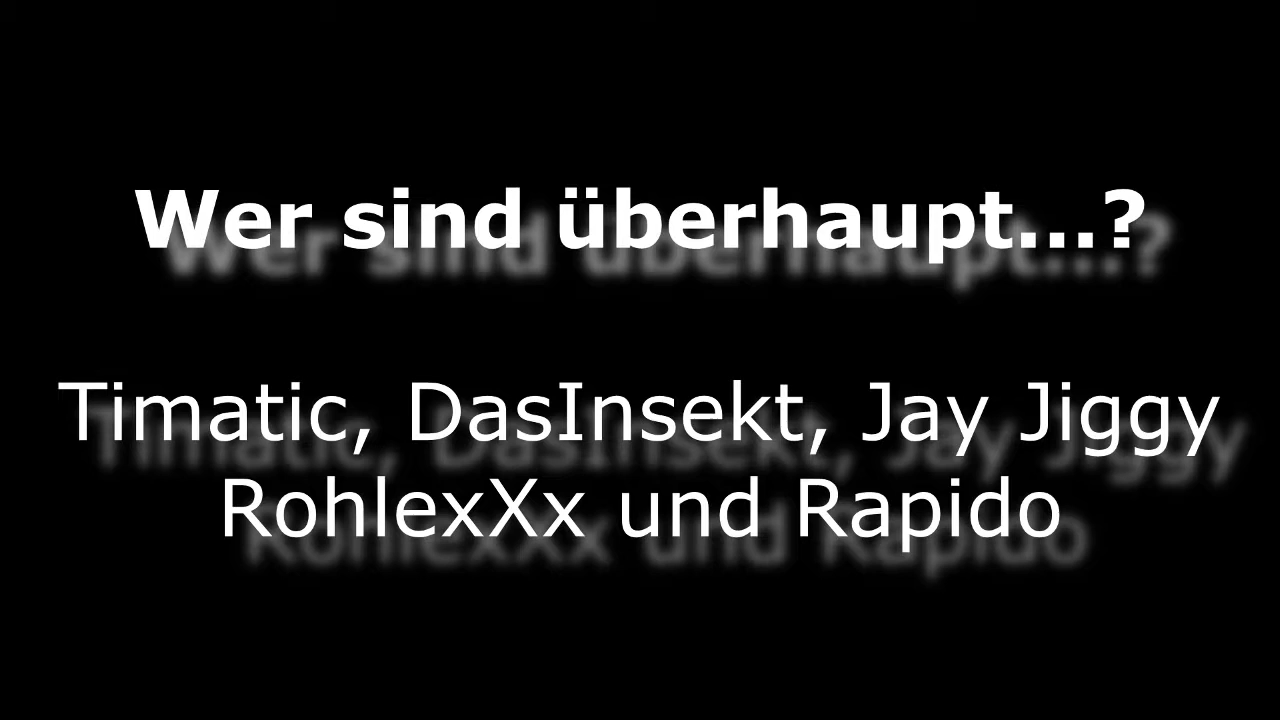 Wer sind überhaupt...?
Timatic, DasInsekt, Jay Jiggy
RohlexXx und Rapido